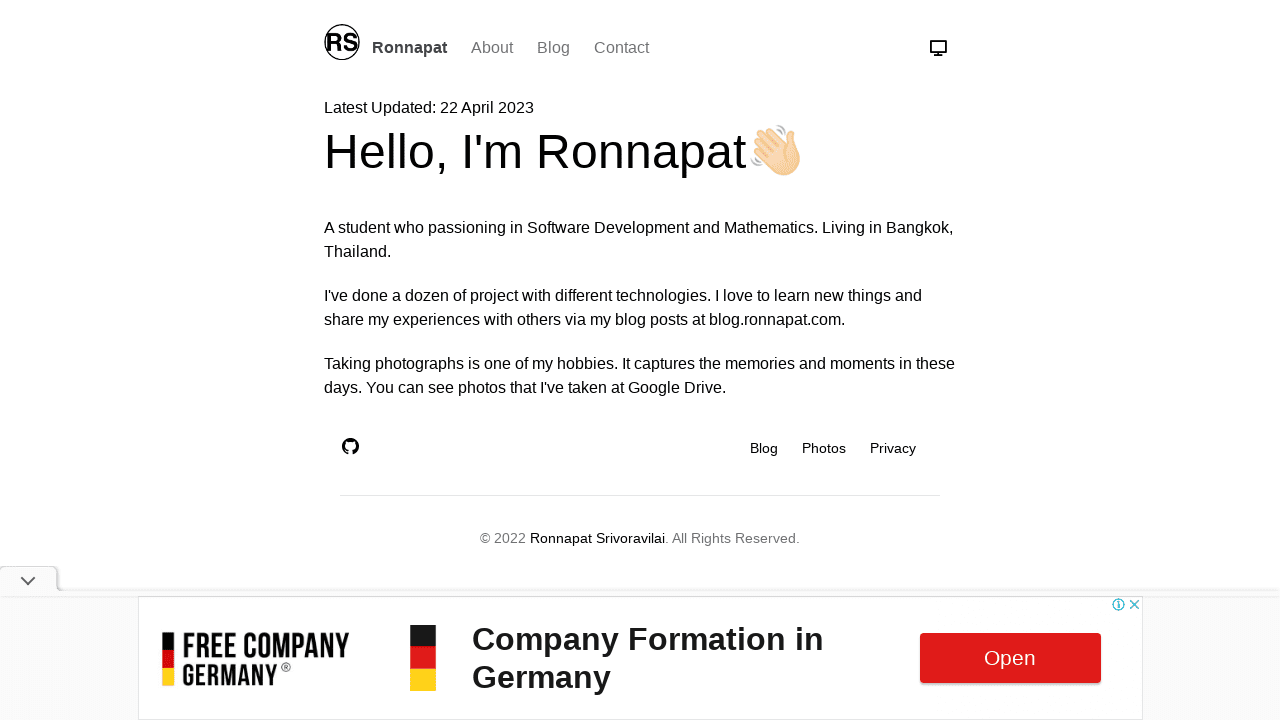 RS Ronnapat About Blog Contact
Latest Updated: 22 April 2023
Hello, I'm Ronnapat👋🏻
A student who passioning in Software Development and Mathematics. Living in Bangkok,
Thailand.
I've done a dozen of project with different technologies. I love to learn new things and
share my experiences with others via my blog posts at blog.ronnapat.com.
Taking photographs is one of my hobbies. It captures the memories and moments in these
days. You can see photos that I've taken at Google Drive.
Blog Photos Privacy
© 2022 Ronnapat Srivoravilai. All Rights Reserved.
FREE COMPANY
GERMANY®
Company Formation in
Germany
Open